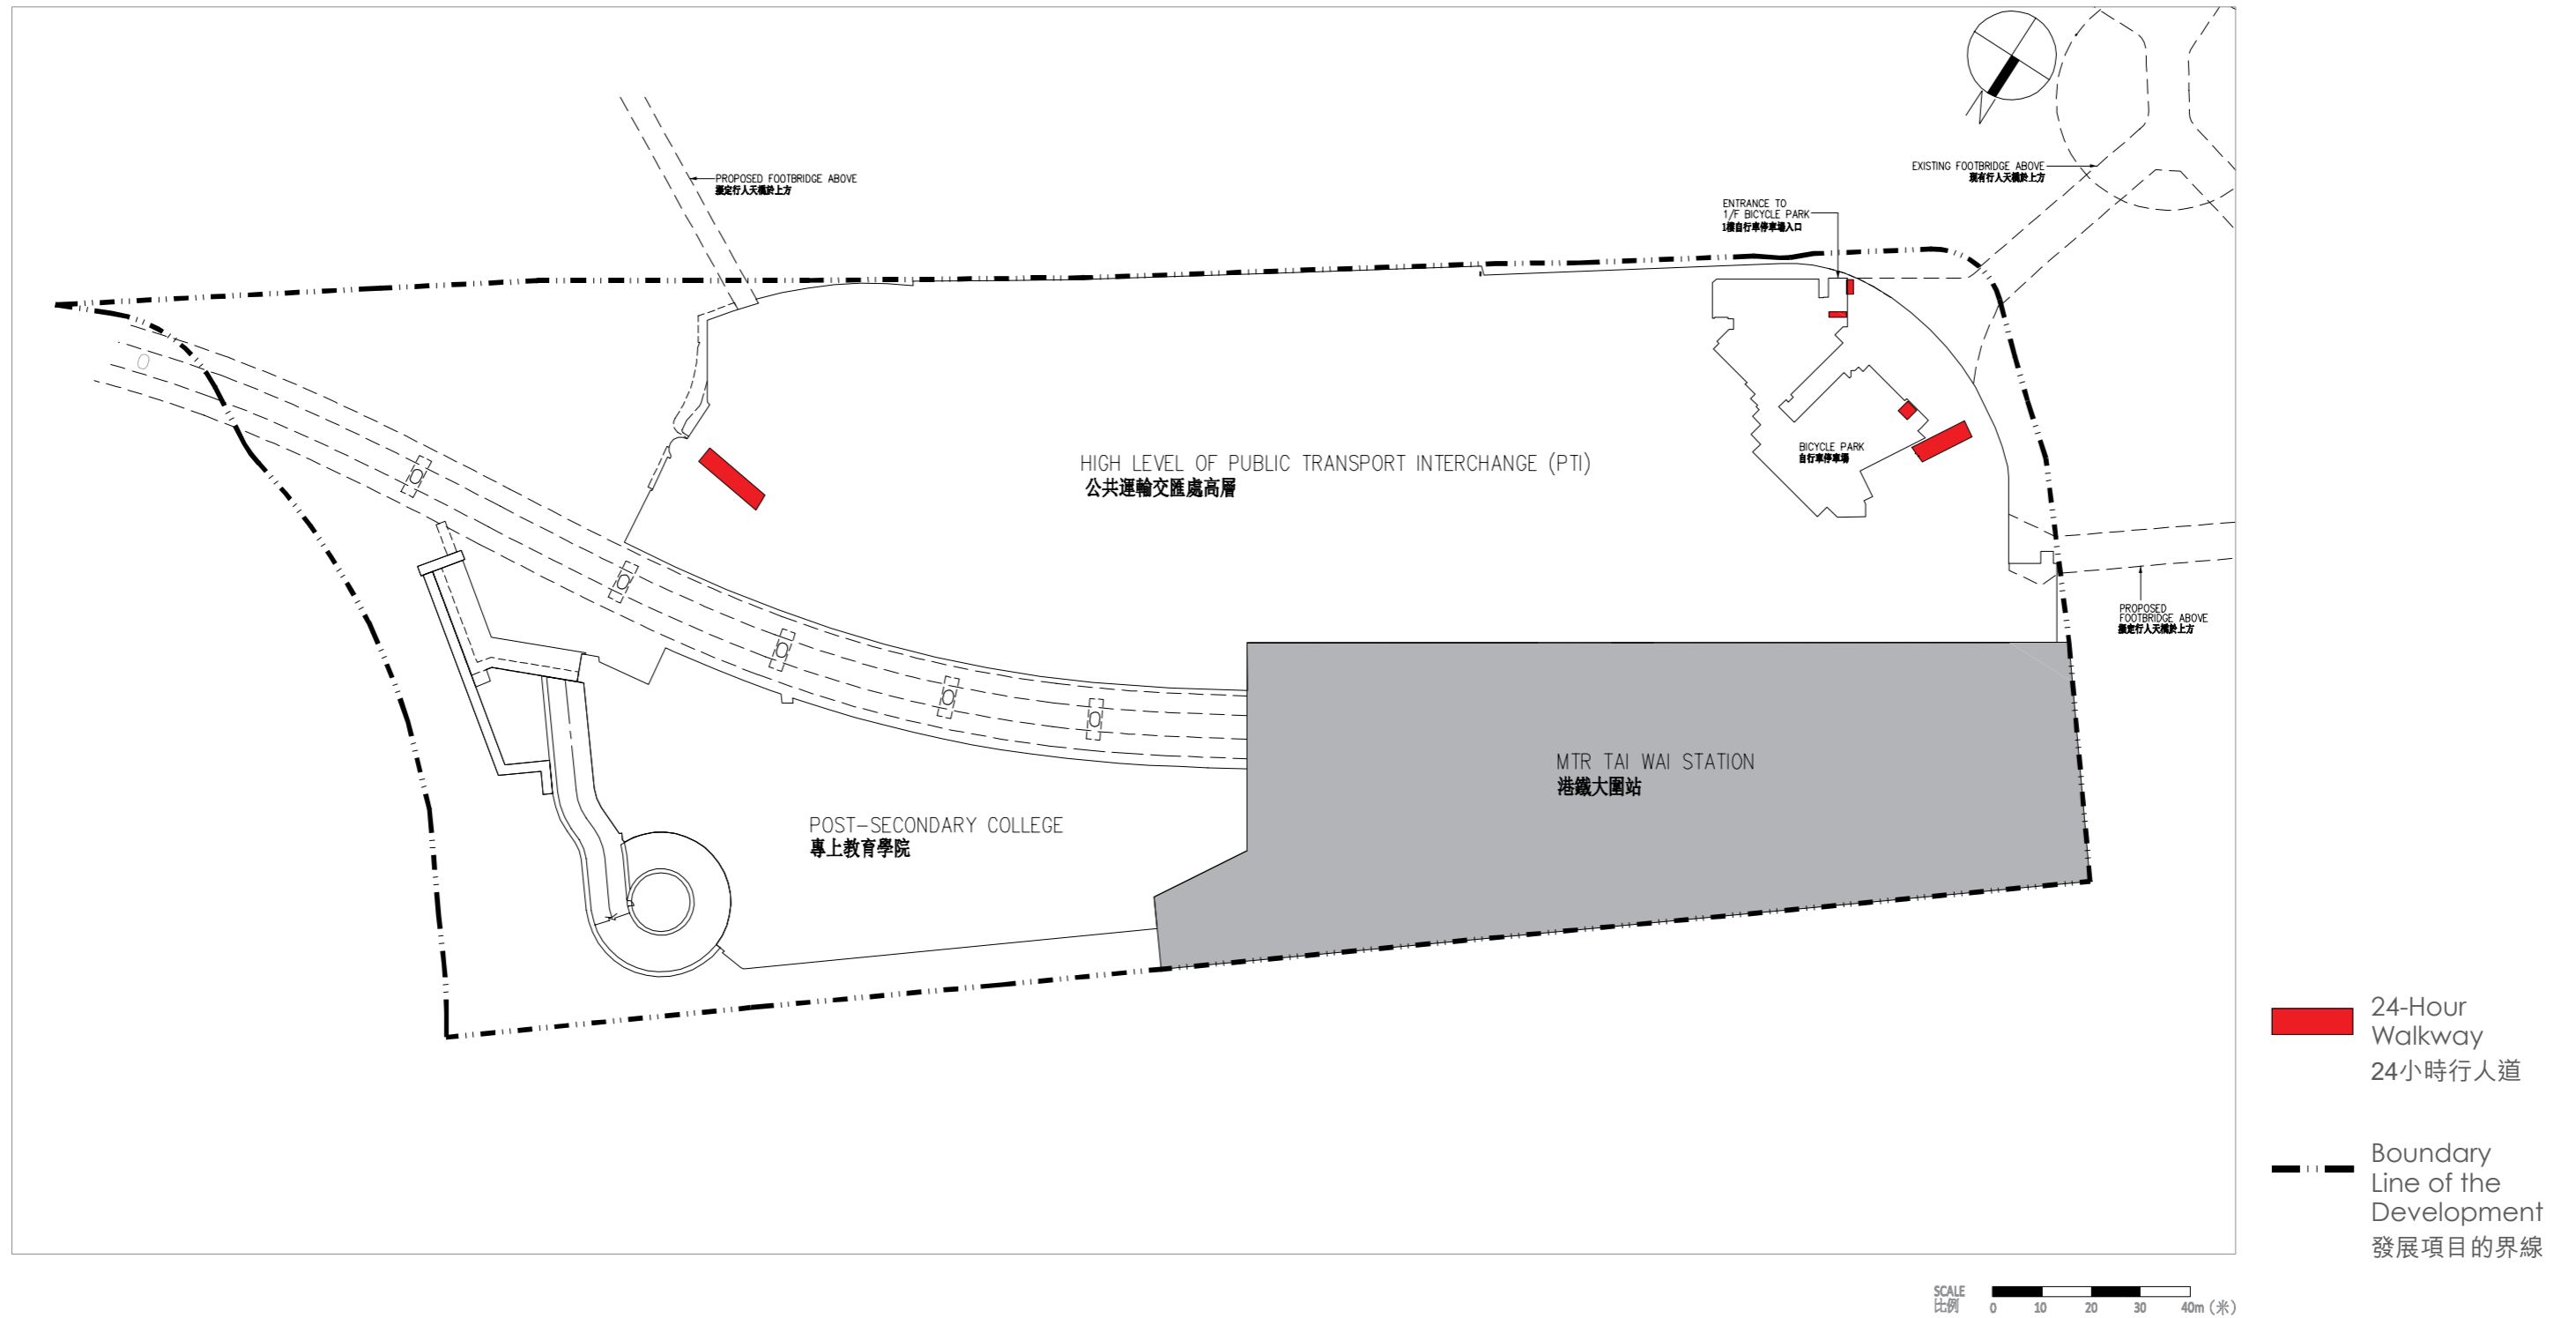 PROPOSED FOOTBRIDGE ABOVE
擬定行人天橋於上方
EXISTING FOOTBRIDGE ABOVE
現有行人天橋於上方
ENTRANCE TO
1/F BICYCLE PARK
1樓自行車停車場入口
HIGH LEVEL OF PUBLIC TRANSPORT INTERCHANGE (PTI)
公共運輸交匯處高層
BICYCLE PARK
自行車停車場
PROPOSED
FOOTBRIDGE ABOVE
擬定行人天橋於上方
MTR TAI WAI STATION
港鐵大圍站
POST-SECONDARY COLLEGE
專上教育學院
24-Hour
Walkway
24小時行人道
Boundary
Line of the
Development
發展項目的界線
SCALE
比例
0 10 20 30 40m (米)